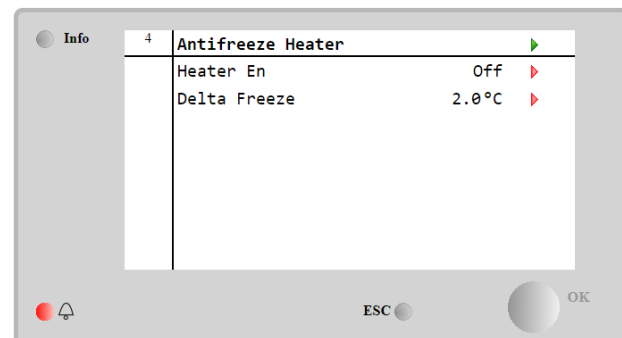 Info
4 Antifreeze Heater
Heater En Off
Delta Freeze 2.0°C
ESC
OK